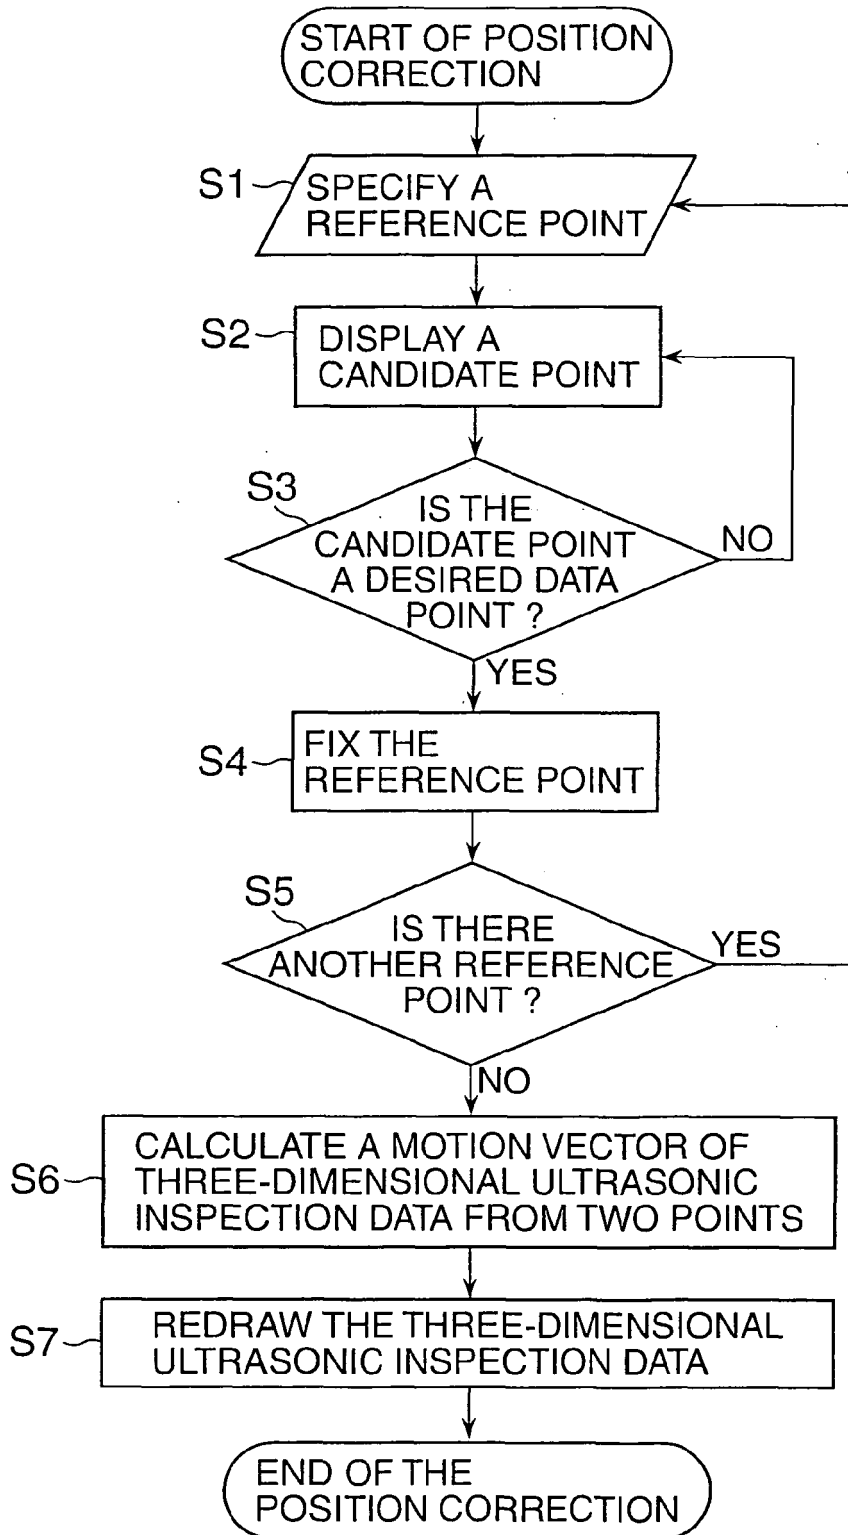 START OF POSITION
CORRECTION
S1
SPECIFY A
REFERENCE POINT
S2
DISPLAY A
CANDIDATE POINT
S3
IS THE
CANDIDATE POINT
A DESIRED DATA
POINT ?
NO
YES
S4
FIX THE
REFERENCE POINT
S5
IS THERE
ANOTHER REFERENCE
POINT ?
YES
NO
S6
CALCULATE A MOTION VECTOR OF
THREE-DIMENSIONAL ULTRASONIC
INSPECTION DATA FROM TWO POINTS
S7
REDRAW THE THREE-DIMENSIONAL
ULTRASONIC INSPECTION DATA
END OF THE
POSITION CORRECTION